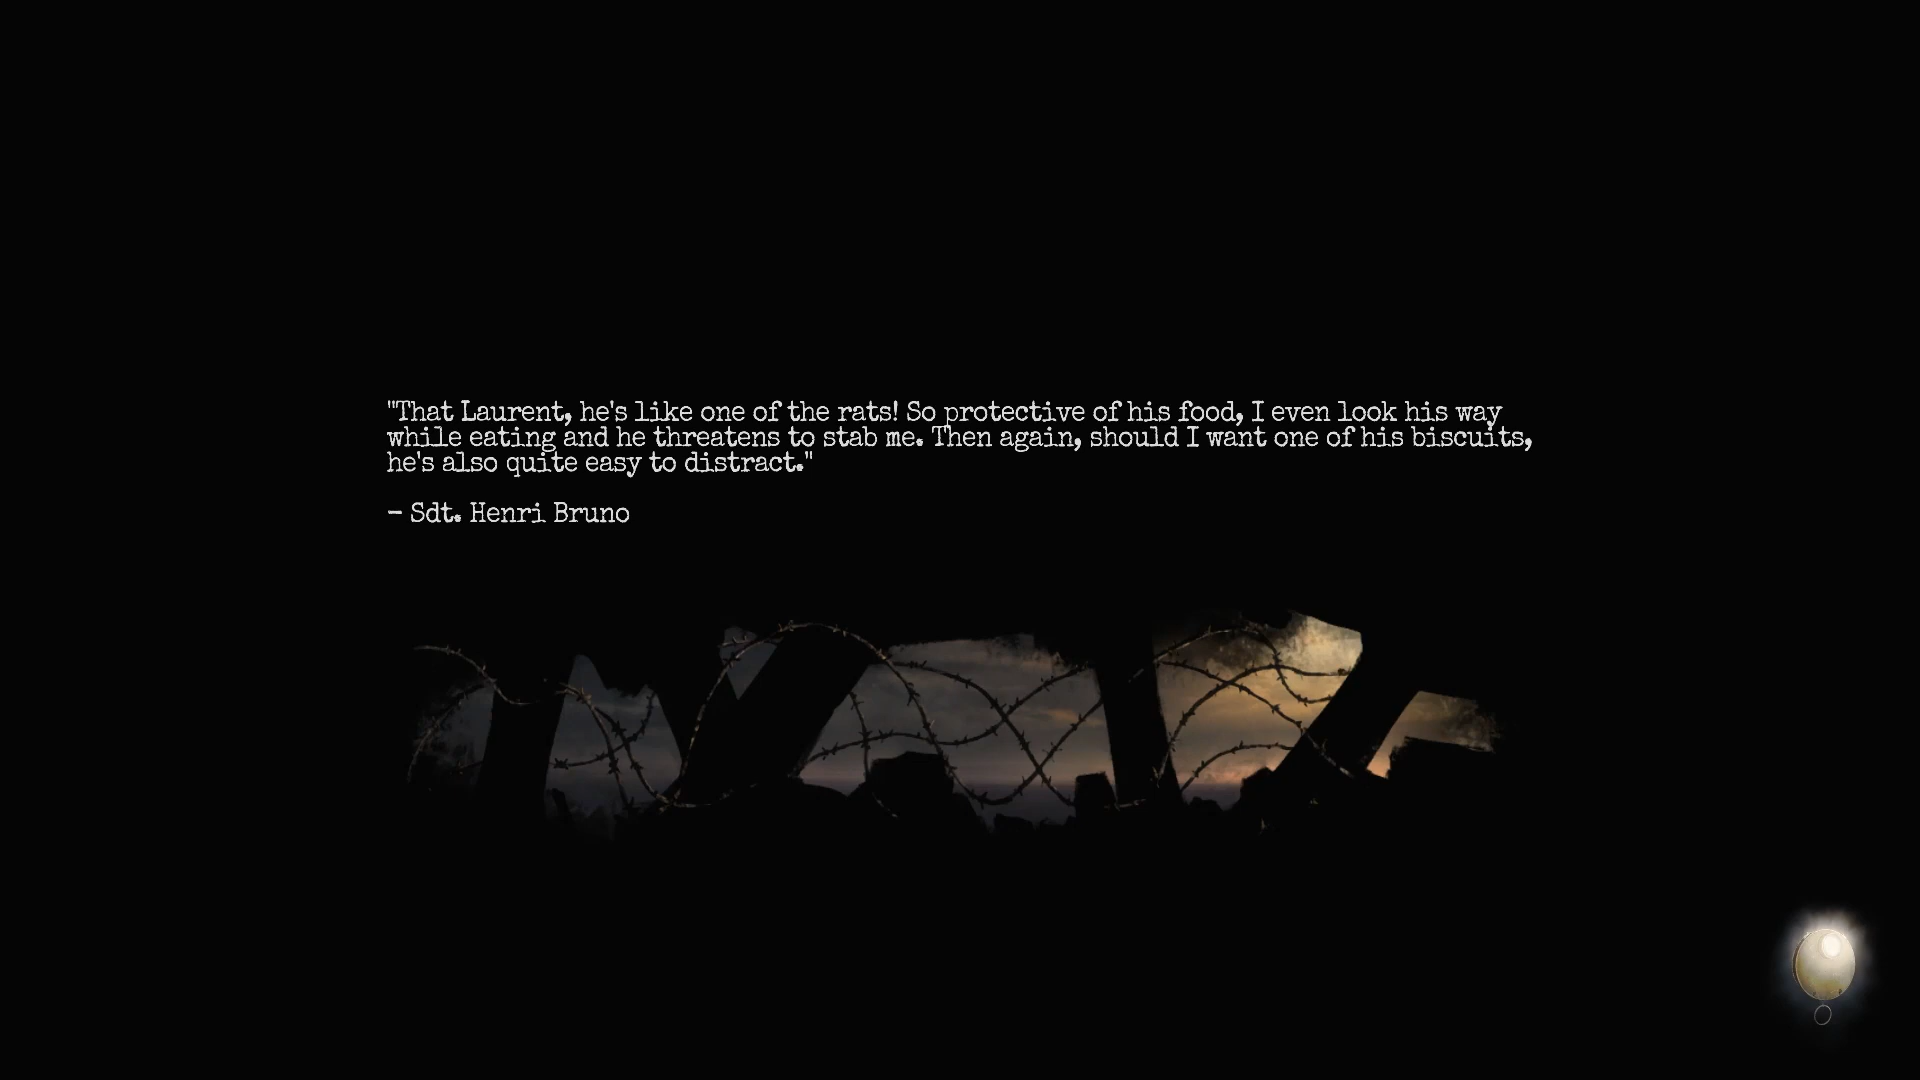 "That Laurent, he's like one of the rats! So protective of his food, I even look his way
while eating and he threatens to stab me. Then again, should I want one of his biscuits,
he's also quite easy to distract."
- Sdt. Henri Bruno